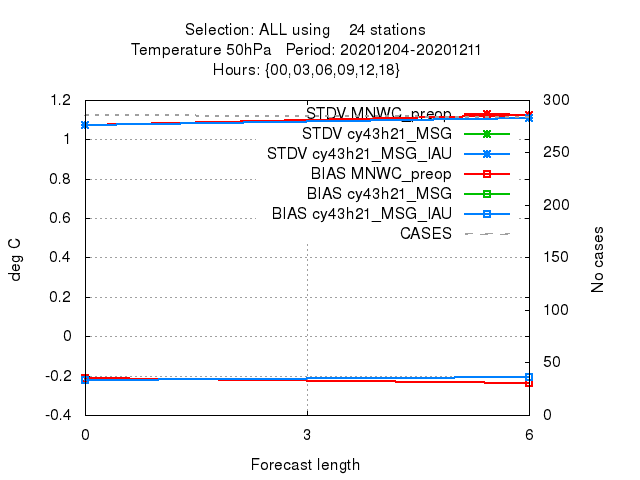 Selection: ALL using    24 stations
Temperature 50hPa   Period: 20201204-20201211
Hours: {00,03,06,09,12,18}
1.2
1
0.8
0.6
0.4
0.2
0
-0.2
-0.4
deg C
STDV MNWC_preop
STDV cy43h21_MSG
STDV cy43h21_MSG_IAU
BIAS MNWC_preop
BIAS cy43h21_MSG
BIAS cy43h21_MSG_IAU
CASES
300
250
200
150
100
50
0
No cases
0 3 6
Forecast length